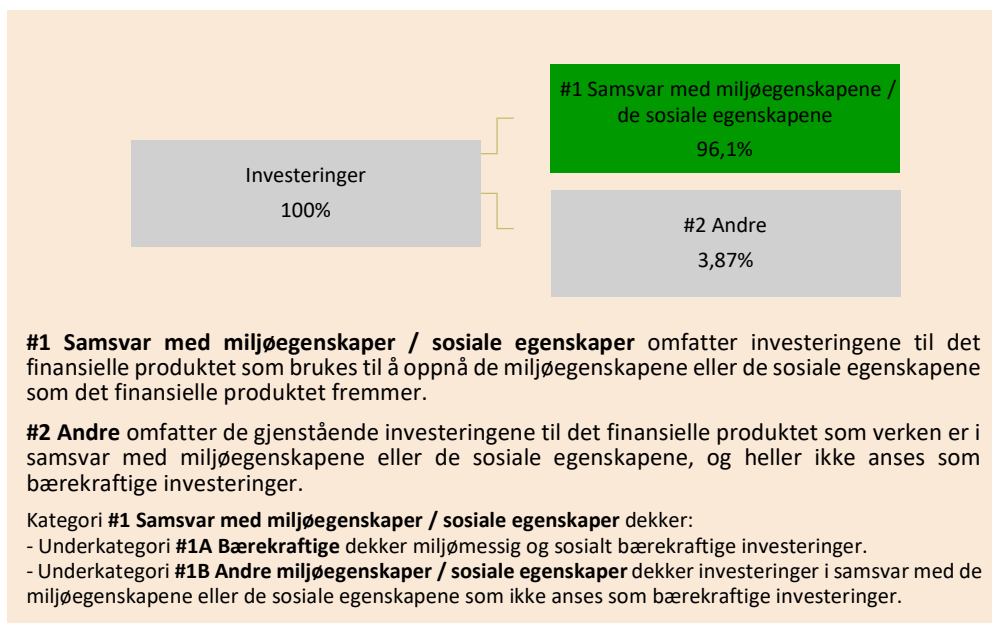 #1 Samsvar med miljøegenskapene /
de sosiale egenskapene
96,1%
Investeringer
100%
#2 Andre
3,87%
#1 Samsvar med miljøegenskaper / sosiale egenskaper omfatter investeringene til det
finansielle produktet som brukes til å oppnå de miljøegenskapene eller de sosiale egenskapene
som det finansielle produktet fremmer.
#2 Andre omfatter de gjenstående investeringene til det finansielle produktet som verken er i
samsvar med miljøegenskapene eller de sosiale egenskapene, og heller ikke anses som
bærekraftige investeringer.
Kategori #1 Samsvar med miljøegenskaper / sosiale egenskaper dekker:
- Underkategori #1A Bærekraftige dekker miljømessig og sosialt bærekraftige investeringer.
- Underkategori #1B Andre miljøegenskaper / sosiale egenskaper dekker investeringer i samsvar med de
miljøegenskapene eller de sosiale egenskapene som ikke anses som bærekraftige investeringer.